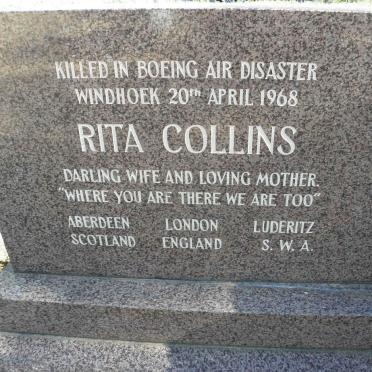 KILLED IN BOEING AIR DISASTER
WINDHOEK 20TH APRIL 1968
RITA COLLINS
DARLING WIFE AND LOVING MOTHER.
"WHERE YOU ARE THERE WE ARE TOO"
ABERDEEN LONDON LUDERITZ
SCOTLAND ENGLAND S. W. A.